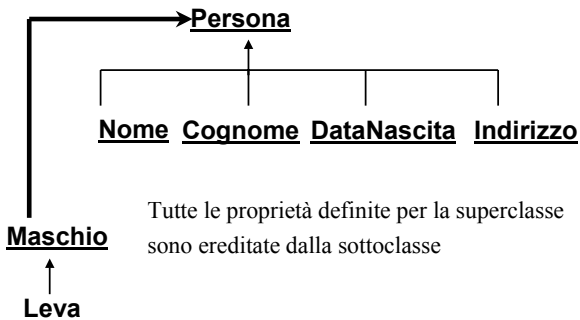 Persona
Nome Cognome DataNascita Indirizzo
Tutte le proprietà definite per la superclasse
sono ereditate dalla sottoclasse
Maschio
Leva